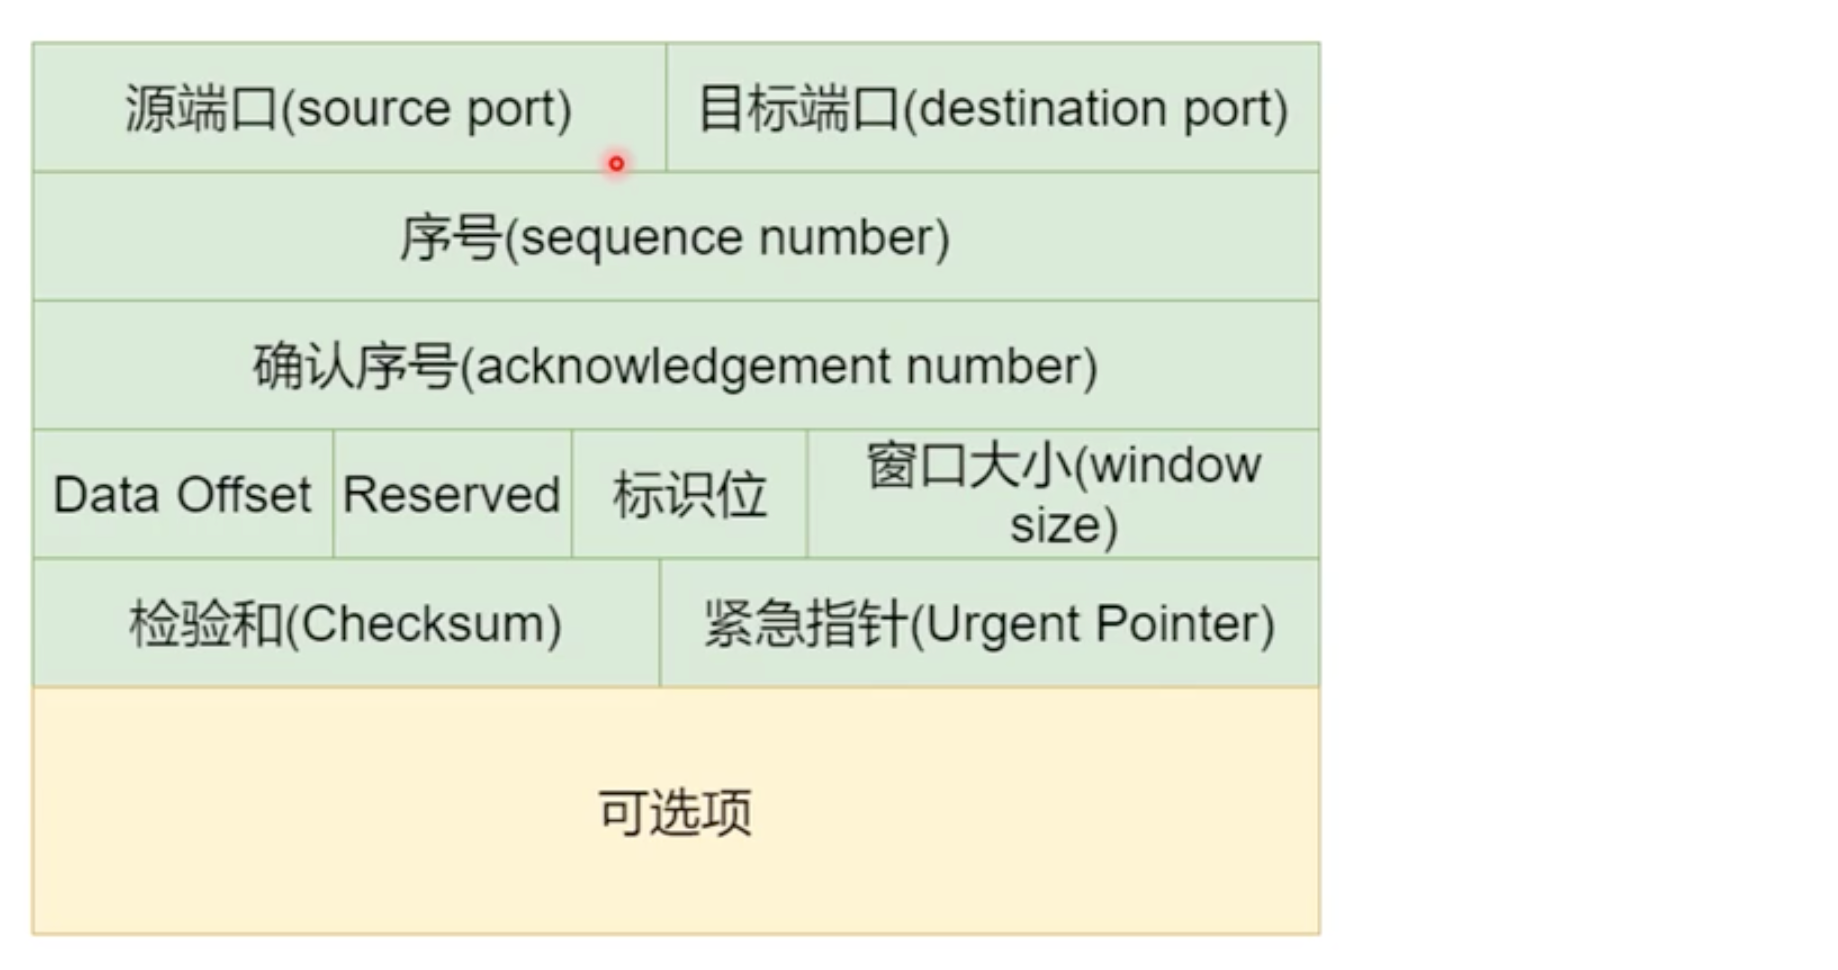 源端口(source port)
目标端口(destination port)
序号(sequence number)
确认序号(acknowledgement number)
Data Offset
Reserved
标识位
窗口大小(window
size)
检验和(Checksum)
紧急指针(Urgent Pointer)
可选项